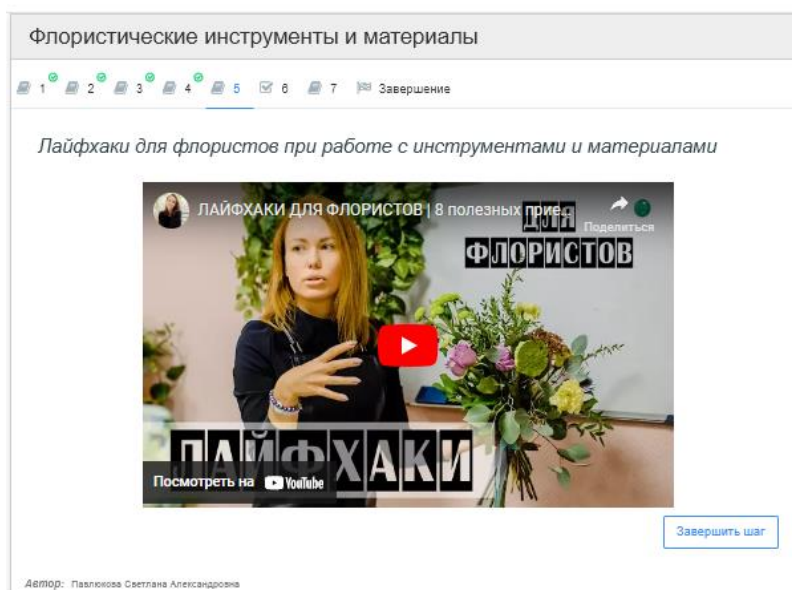 Флористические инструменты и материалы
1 2 3 4 5 6 7 Завершение
Лайфхаки для флористов при работе с инструментами и материалами
ЛАЙФХАКИ ДЛЯ ФЛОРИСТОВ | 8 полезных прие...
Поделиться
ДЛЯ
ФЛОРИСТОВ
ЛАЙФХАКИ
Посмотреть на YouTube
Завершить шаг
Автор: Павлюкова Светлана Александровна